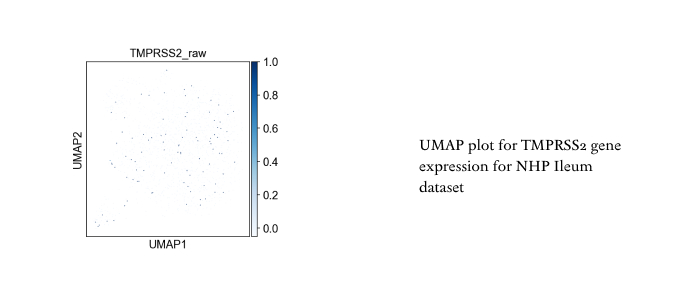 TMPRSS2_raw
1.0
0.8
0.6
0.4
0.2
0.0
UMAP2
UMAP1
UMAP plot for TMPRSS2 gene
expression for NHP Ileum
dataset